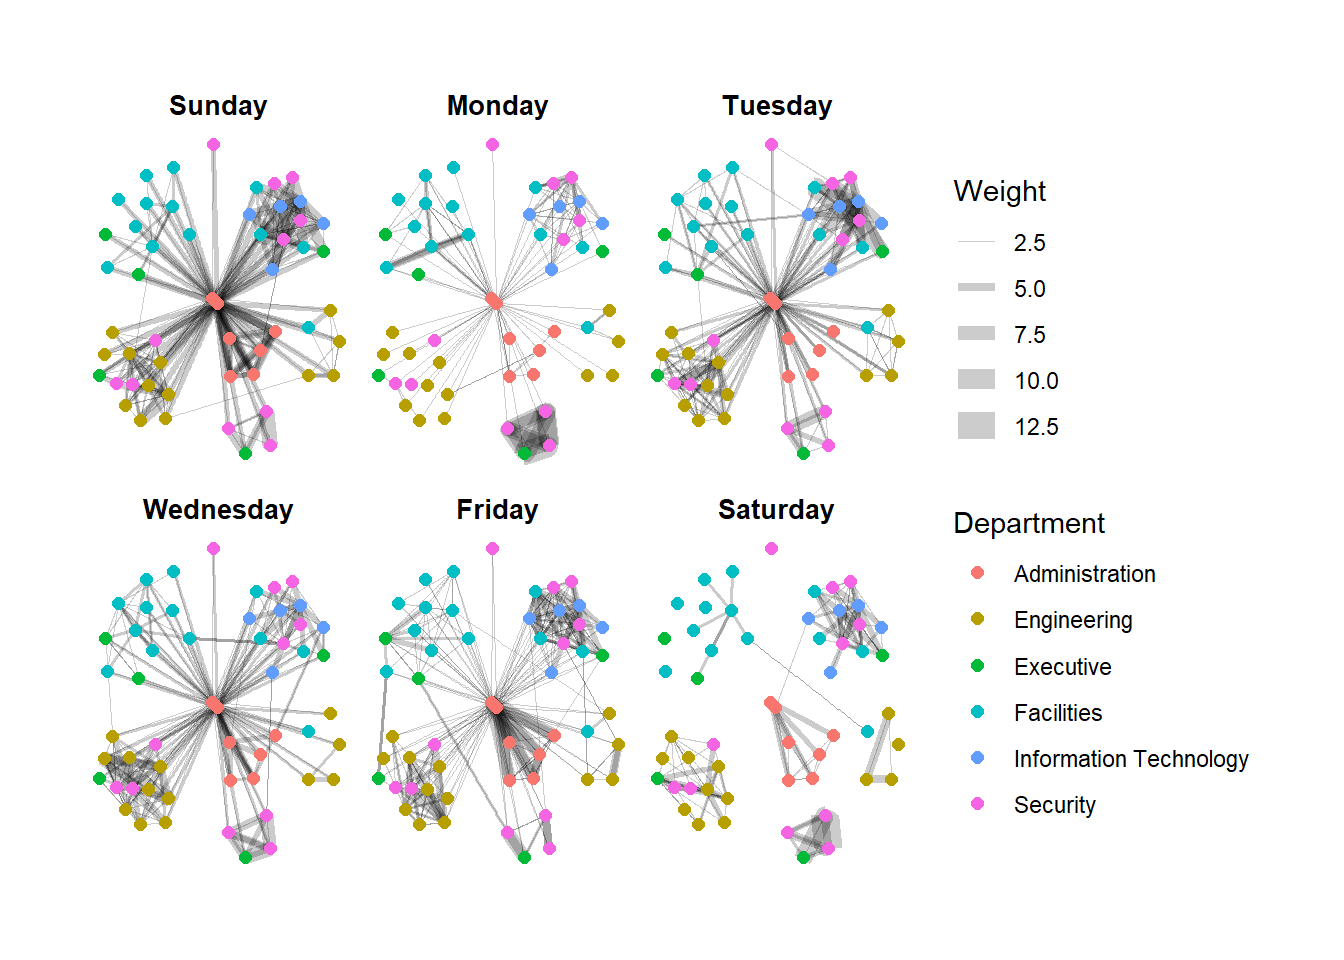 Sunday
Monday
Tuesday
Wednesday
Friday
Saturday
Weight
2.5
5.0
7.5
10.0
12.5
Department
Administration
Engineering
Executive
Facilities
Information Technology
Security